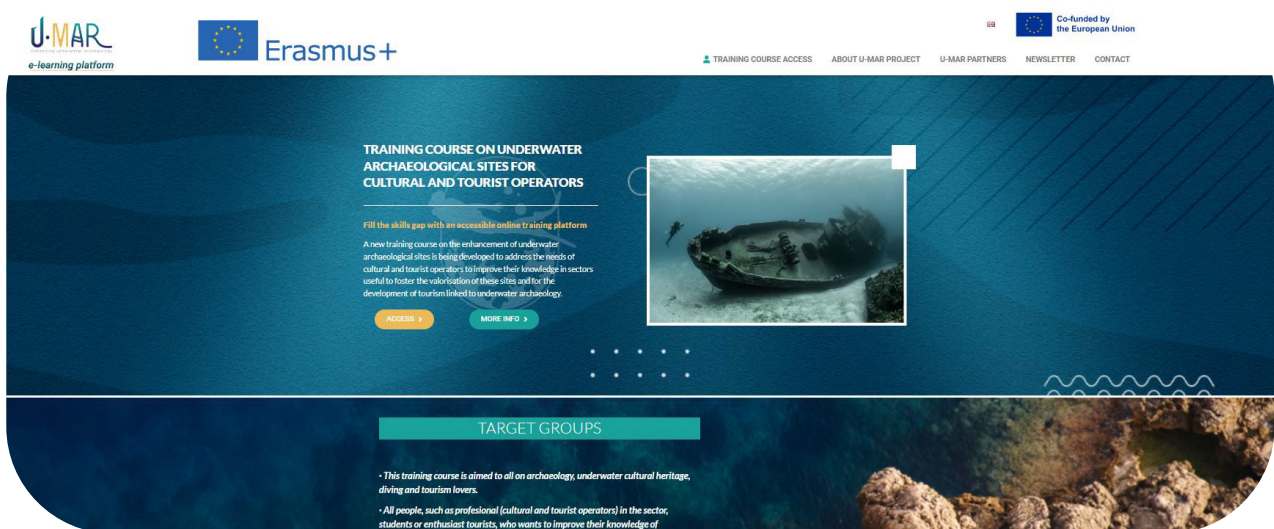 U·MAR
e-learning platform
Erasmus+
Co-funded by
the European Union
TRAINING COURSE ACCESS ABOUT U-MAR PROJECT U-MAR PARTNERS NEWSLETTER CONTACT
TRAINING COURSE ON UNDERWATER
ARCHAEOLOGICAL SITES FOR
CULTURAL AND TOURIST OPERATORS
Fill the skills gap with an accessible online training platform
A new training course on the enhancement of underwater
archaeological sites is being developed to address the needs of
cultural and tourist operators to improve their knowledge in sectors
useful to foster the valorisation of these sites and for the
development of tourism linked to underwater archaeology.
ACCESS > MORE INFO >
TARGET GROUPS
· This training course is aimed to all on archaeology, underwater cultural heritage,
diving and tourism lovers.
· All people, such as profesional (cultural and tourist operators) in the sector,
students or enthusiast tourists, who wants to improve their knowledge of